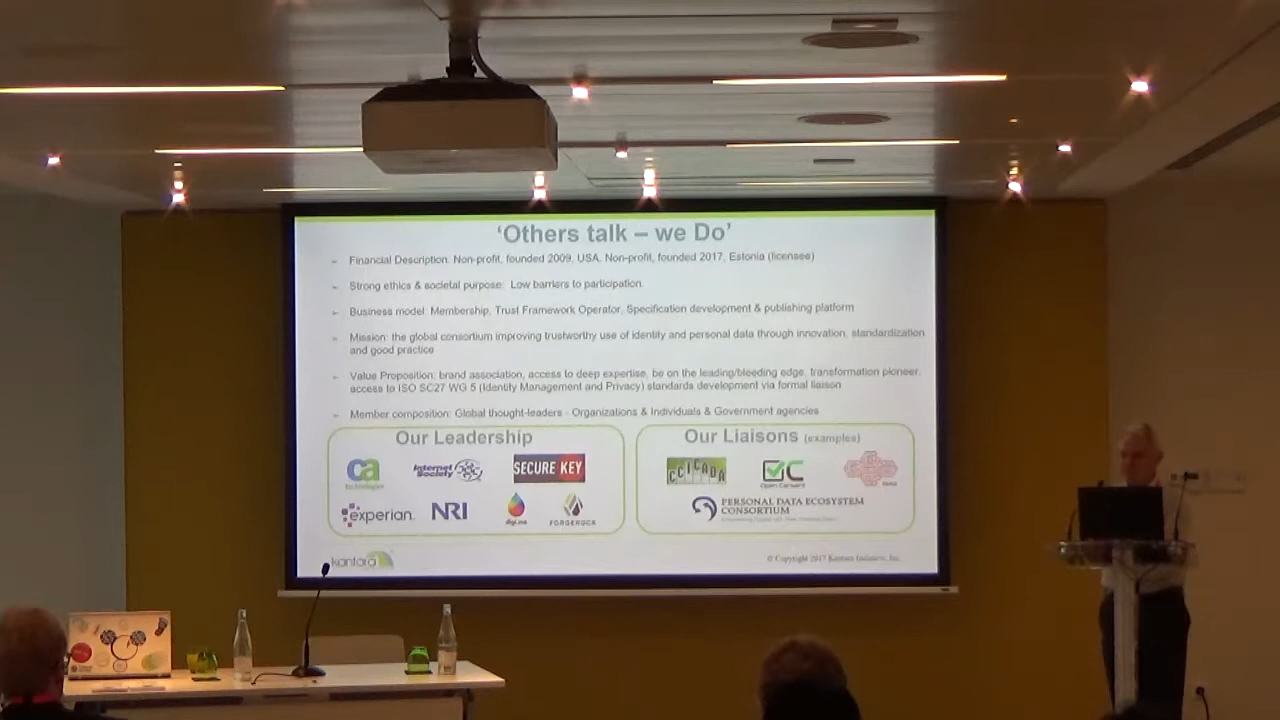 ‘Others talk – we Do’
– Financial Description: Non-profit, founded 2009, USA. Non-profit, founded 2017, Estonia (licensee)
– Strong ethics & societal purpose: Low barriers to participation.
– Business model Membership, Trust Framework Operator, Specification development & publishing platform
– Mission: the global consortium improving trustworthy use of identity and personal data through innovation, standardization
and good practice
– Value Proposition: brand association, access to deep expertise, be on the leading/bleeding edge, transformation pioneer,
access to ISO SC27 WG 5 (Identity Management and Privacy) standards development via formal liaison
– Member composition: Global thought-leaders - Organizations & Individuals & Government agencies
Our Leadership
ca
technologies
Internet
Society
SECURE KEY
experian.
NRI
digi.me
FORGEROCK
Our Liaisons (examples)
CCICADA
Open Consent
PERSONAL DATA ECOSYSTEM
CONSORTIUM
kantara
© Copyright 2017 Kantara Initiative, Inc.